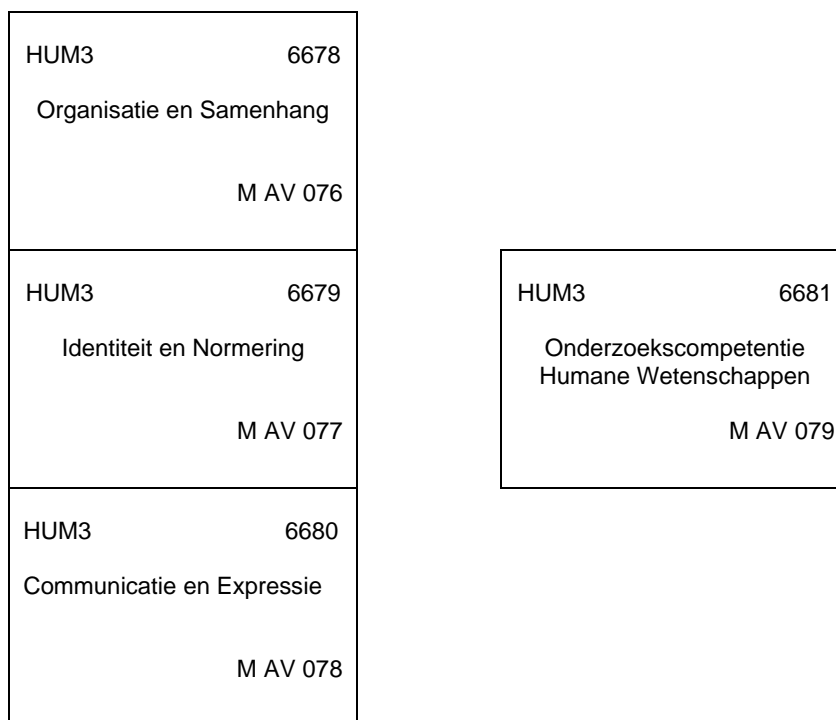 HUM3 6678
Organisatie en Samenhang
M AV 076
HUM3 6679
Identiteit en Normering
M AV 077
HUM3 6681
Onderzoekscompetentie
Humane Wetenschappen
M AV 079
HUM3 6680
Communicatie en Expressie
M AV 078